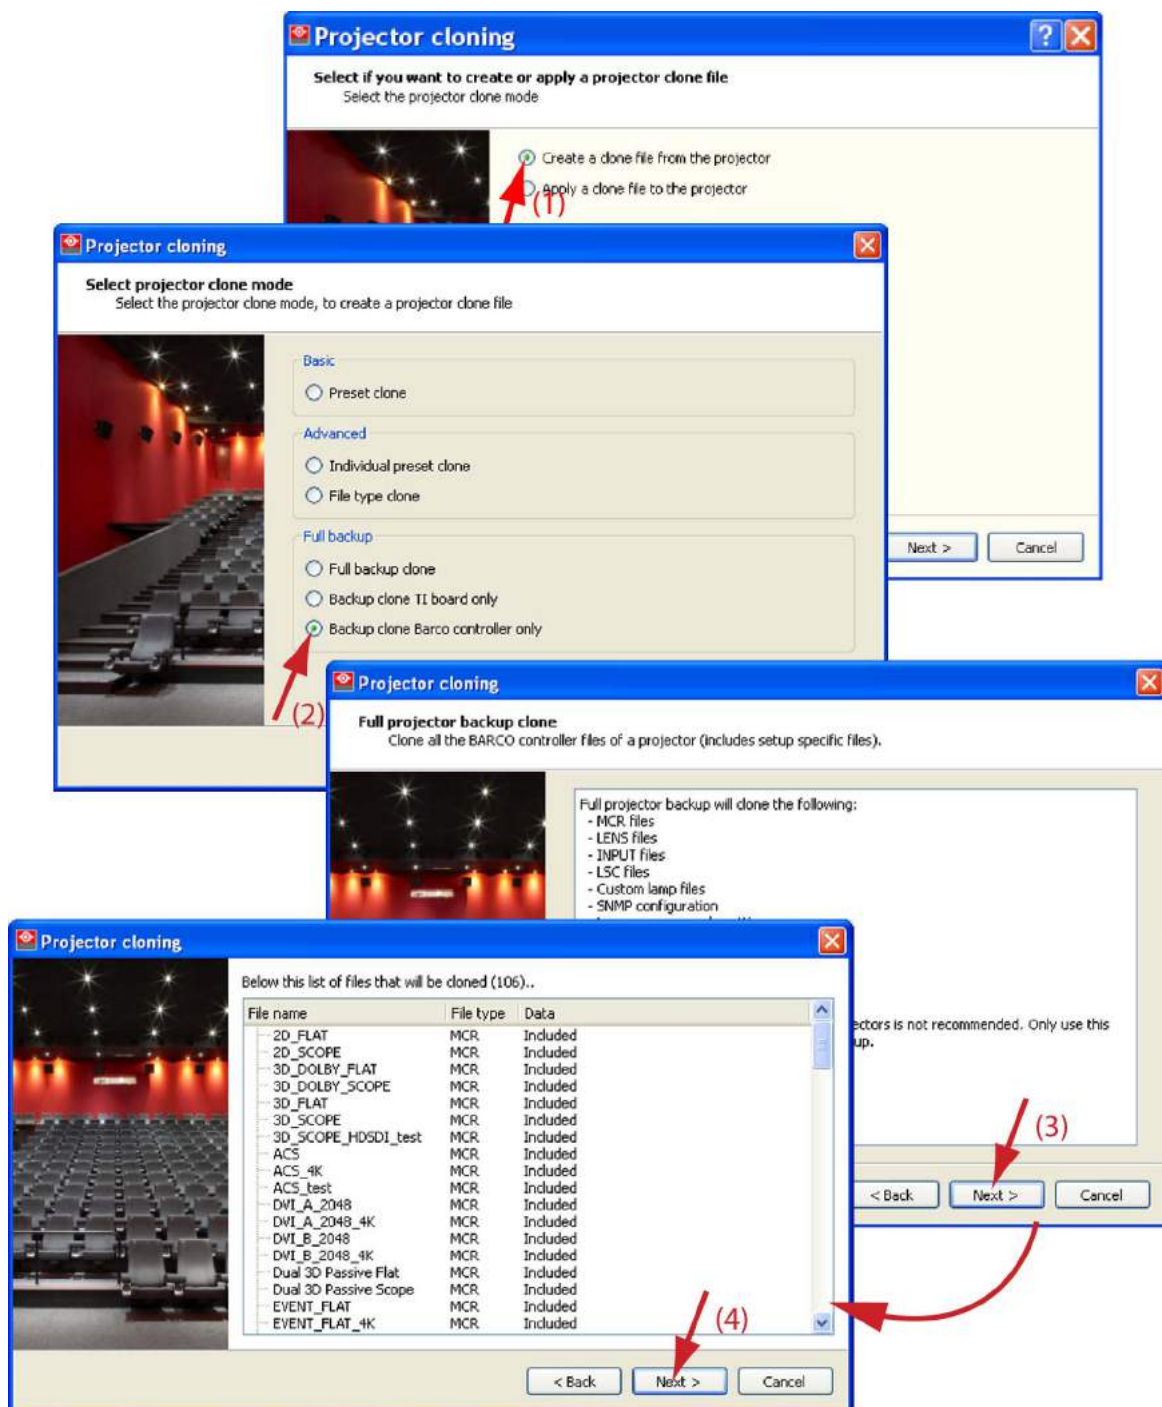 Projector cloning
Select if you want to create or apply a projector clone file
Select the projector clone mode
Create a clone file from the projector
Apply a clone file to the projector
(1)
Next >
Cancel
Projector cloning
Select projector clone mode
Select the projector clone mode, to create a projector clone file
Basic
Preset clone
Advanced
Individual preset clone
File type clone
Full backup
Full backup clone
Backup clone TI board only
Backup clone Barco controller only
(2)
Projector cloning
Full projector backup clone
Clone all the BARCO controller files of a projector (includes setup specific files).
Full projector backup will clone the following:
- MCR files
- LENS files
- INPUT files
- LSC files
- Custom lamp files
- SNMP configuration
ectors is not recommended. Only use this
up.
(3)
< Back
Next >
Cancel
Projector cloning
Below this list of files that will be cloned (106)..
File name File type Data
2D_FLAT MCR Included
2D_SCOPE MCR Included
3D_DOLBY_FLAT MCR Included
3D_DOLBY_SCOPE MCR Included
3D_FLAT MCR Included
3D_SCOPE MCR Included
3D_SCOPE_HDSDI_test MCR Included
ACS MCR Included
ACS_4K MCR Included
ACS_test MCR Included
DVI_A_2048 MCR Included
DVI_A_2048_4K MCR Included
DVI_B_2048 MCR Included
DVI_B_2048_4K MCR Included
Dual 3D Passive Flat MCR Included
Dual 3D Passive Scope MCR Included
EVENT_FLAT MCR Included
EVENT_FLAT_4K MCR Included
(4)
< Back
Next >
Cancel